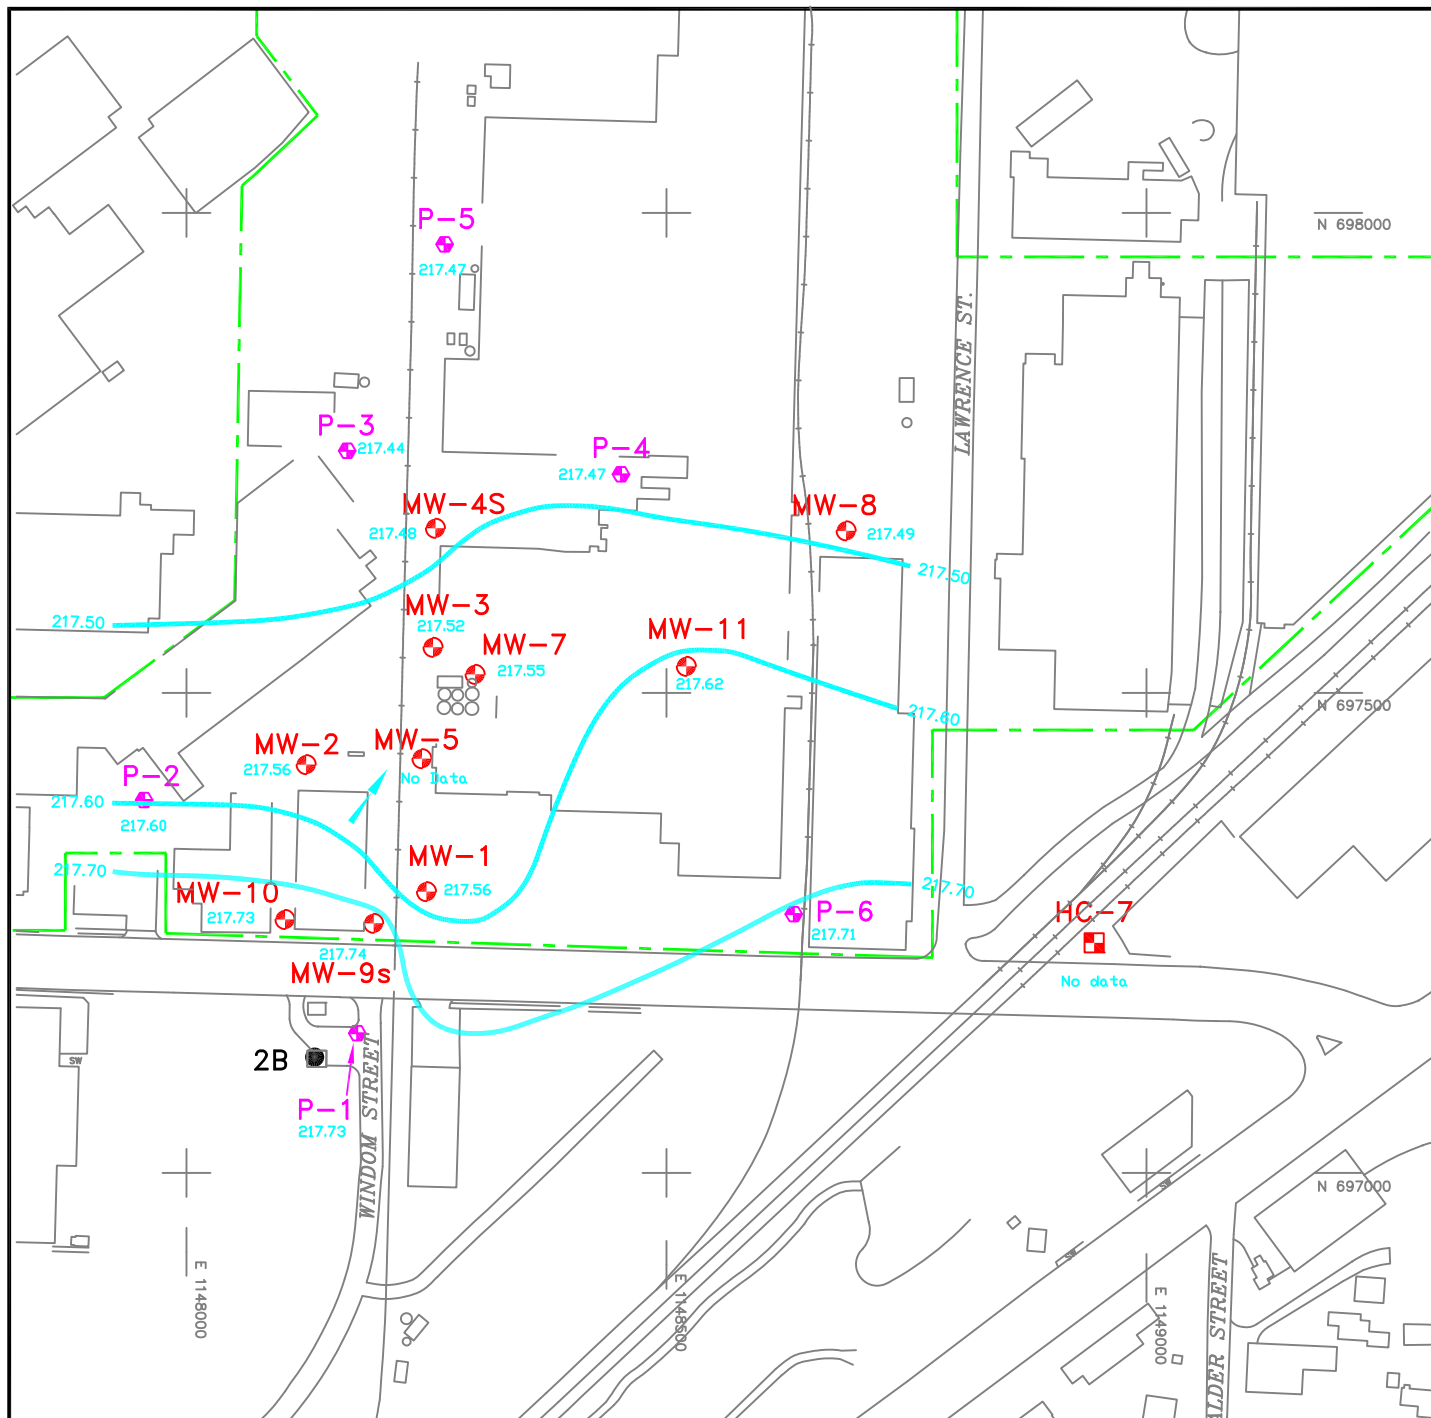 P-5
217.47
N 698000
LAWRENCE ST.
P-3
217.44
P-4
217.47
MW-4S
217.48
MW-8
217.49
217.50
217.50
MW-3
217.52
MW-7
217.55
MW-11
217.62
N 697500
217.60
MW-2
217.56
MW-5
No Data
P-2
217.60
217.60
217.70
MW-1
217.56
217.70
MW-10
217.73
217.74
MW-9s
P-6
217.71
HC-7
No data
2B
SW
P-1
217.73
WINDOM STREET
N 697000
SW
SW
E 1148000
E 1148500
E 1149000
ALDER STREET